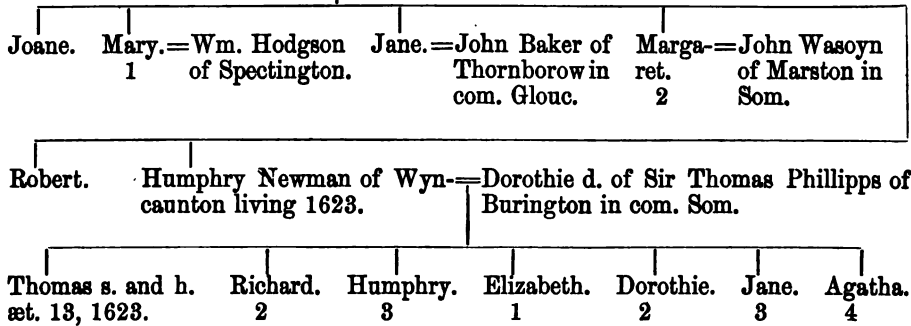 Joane. Mary.=Wm. Hodgson Jane.=John Baker of Marga-=John Wasoyn
1 of Spectington. Thornborow in ret. of Marston in
com. Glouc. 2 Som.
Robert. Humphry Newman of Wyn-=Dorothie d. of Sir Thomas Phillipps of
caunton living 1623. Burington in com. Som.
Thomas s. and h. Richard. Humphry. Elizabeth. Dorothie. Jane. Agatha.
æt. 13, 1623. 2 3 1 2 3 4